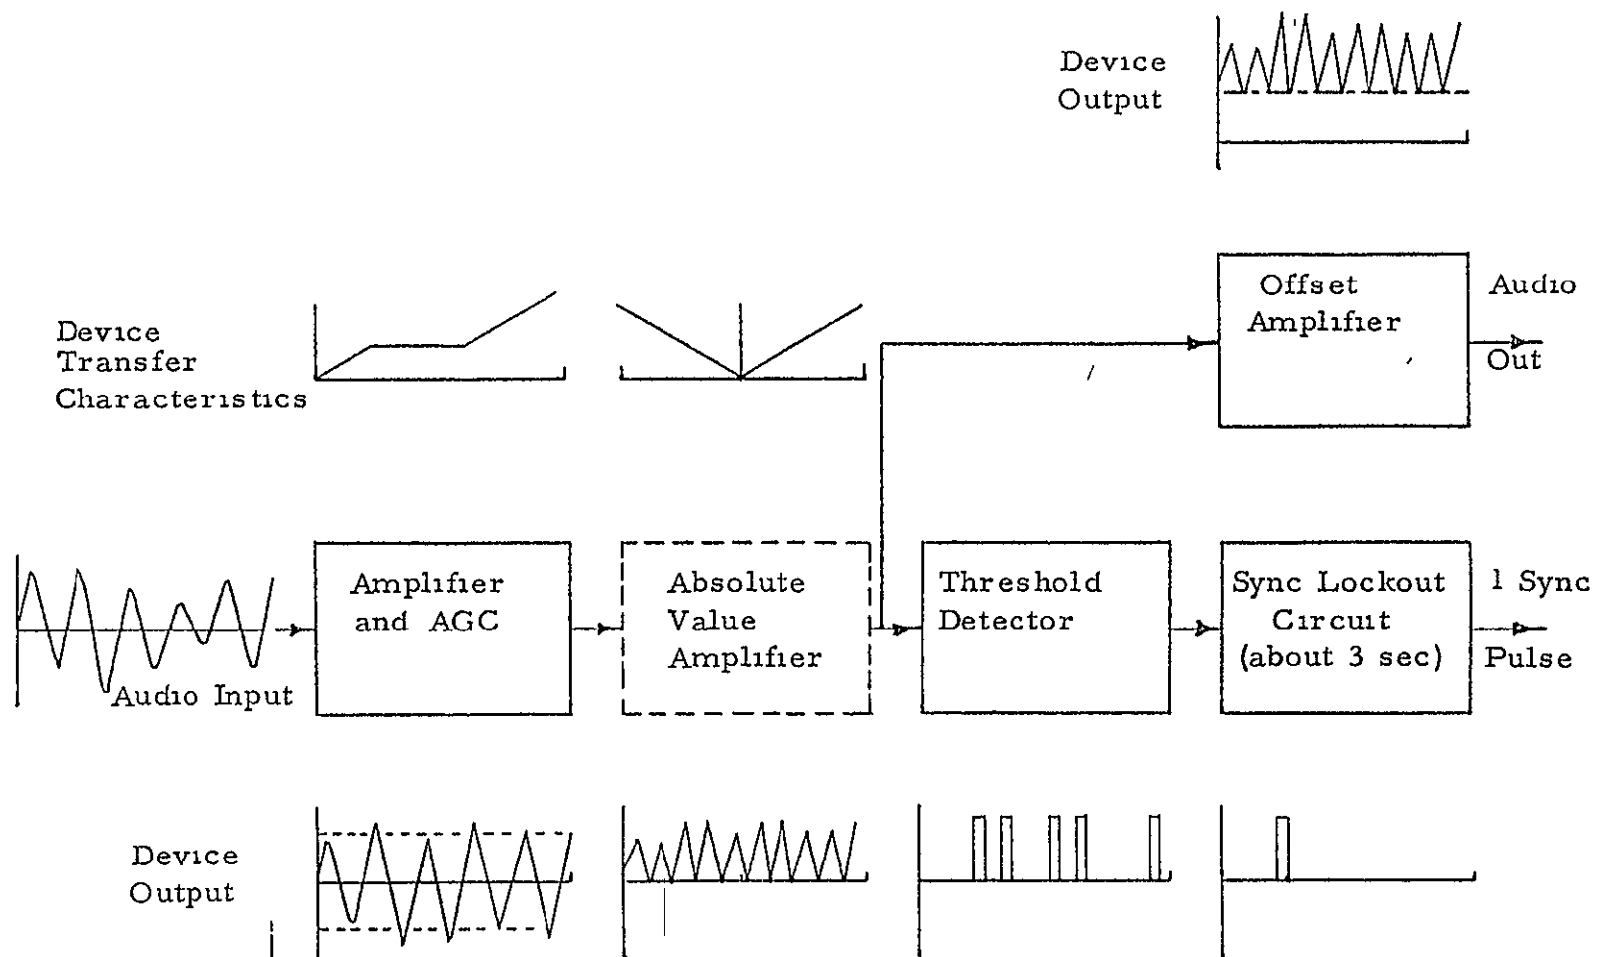 Device
Output
Offset
Amplifier
Audio
Out
Device
Transfer
Characteristics
Audio Input
Amplifier
and AGC
Absolute
Value
Amplifier
Threshold
Detector
Sync Lockout
Circuit
(about 3 sec)
1 Sync
Pulse
Device
Output